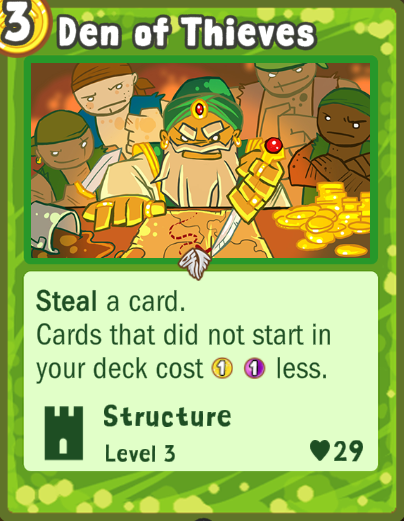 3 Den of Thieves
Steal a card.
Cards that did not start in
your deck cost 1 1 less.
Structure
Level 3
29